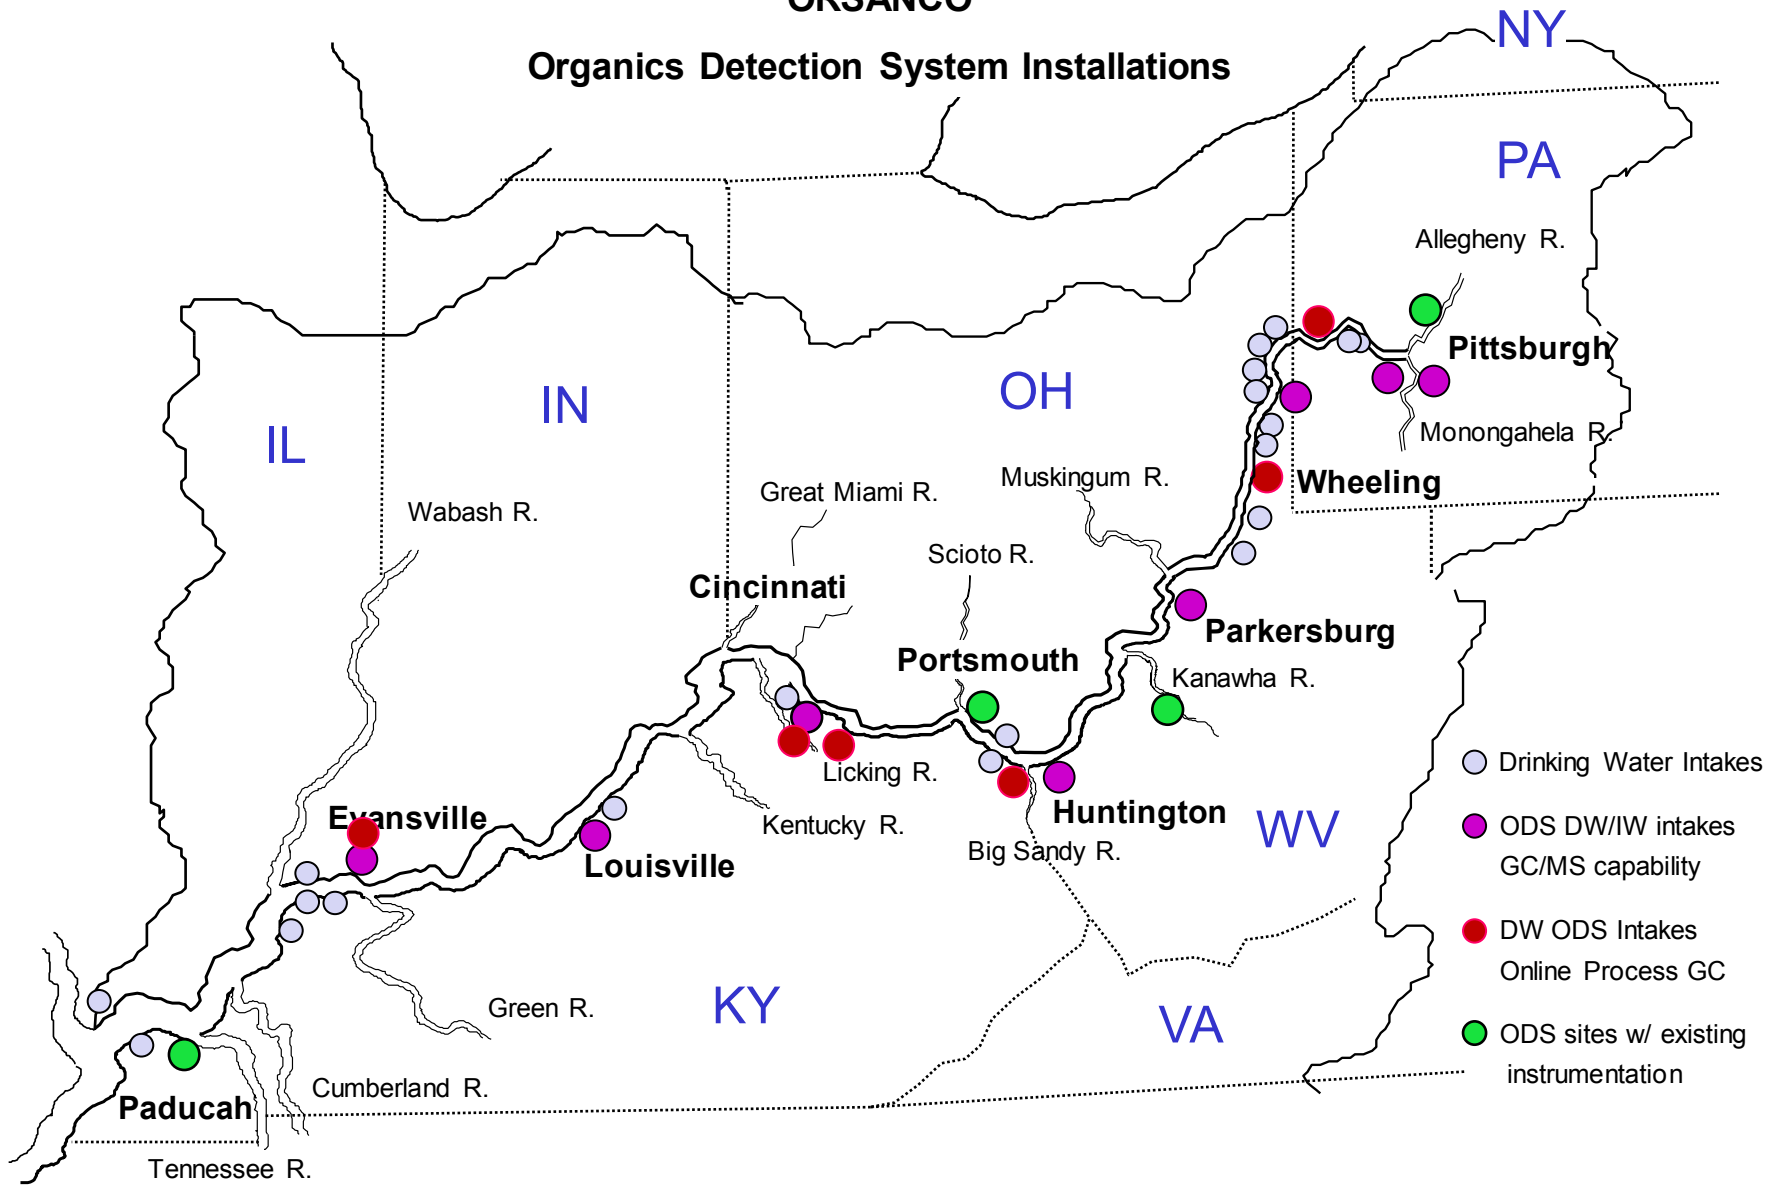 ORSANCO
Organics Detection System Installations
NY
PA
Allegheny R.
Pittsburgh
Monongahela R.
OH
IN
IL
Wheeling
Muskingum R.
Great Miami R.
Wabash R.
Scioto R.
Cincinnati
Parkersburg
Portsmouth
Kanawha R.
Licking R.
Huntington
Kentucky R.
Evansville
Big Sandy R.
WV
Louisville
Green R.
KY
VA
Cumberland R.
Paducah
Tennessee R.
Drinking Water Intakes
ODS DW/IW intakes
GC/MS capability
DW ODS Intakes
Online Process GC
ODS sites w/ existing
instrumentation